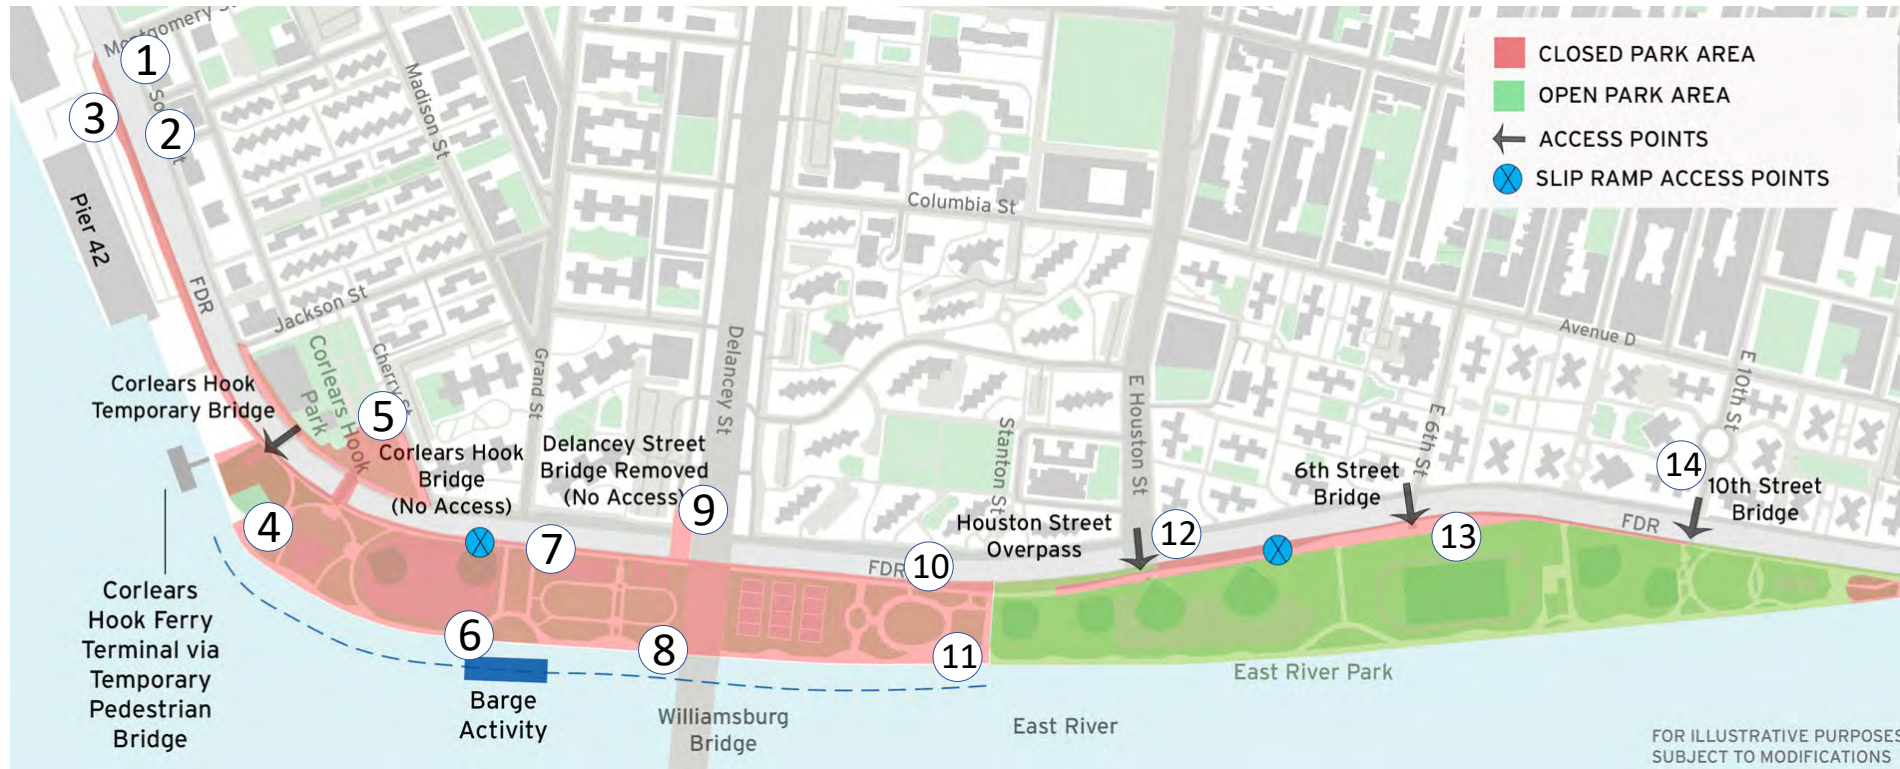 Montgomery St
1
2
3
Pier 42
Madison St
FDR
Jackson St
Corlears Hook
Park
Cherry St
5
Corlears Hook
Temporary Bridge
Corlears Hook
Bridge
(No Access)
Grand St
Delancey Street
Bridge Removed
(No Access)
9
Delancey St
Columbia St
Stanton St
E Houston St
Houston Street
Overpass
12
6th Street
Bridge
E 6th St
13
Avenue D
E 10th St
14
10th Street
Bridge
FDR
4
6
7
8
FDR
10
11
Corlears
Hook Ferry
Terminal via
Temporary
Pedestrian
Bridge
Barge
Activity
Williamsburg
Bridge
East River
East River Park
CLOSED PARK AREA
OPEN PARK AREA
ACCESS POINTS
SLIP RAMP ACCESS POINTS
FOR ILLUSTRATIVE PURPOSES
SUBJECT TO MODIFICATIONS